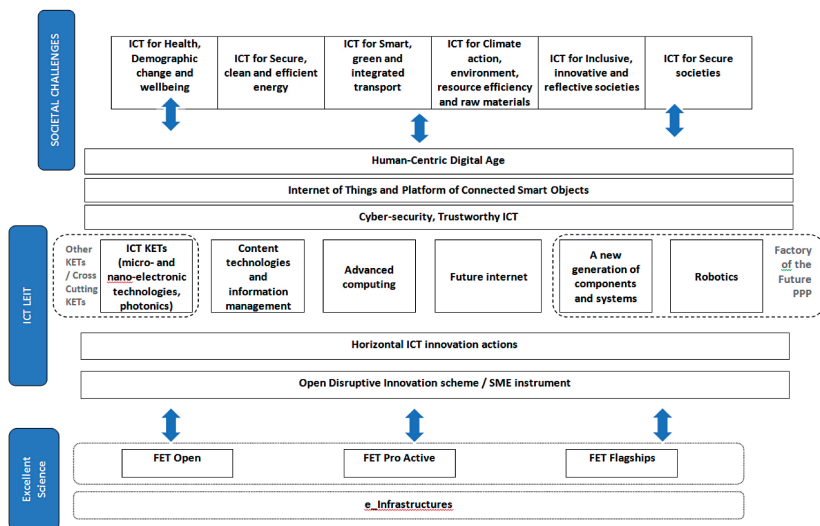 SOCIETAL CHALLENGES
ICT for Health,
Demographic
change and
wellbeing
ICT for Secure,
clean and efficient
energy
ICT for Smart,
green and
integrated
transport
ICT for Climate
action,
environment,
resource efficiency
and raw materials
ICT for Inclusive,
innovative and
reflective societies
ICT for Secure
societies
Human-Centric Digital Age
Internet of Things and Platform of Connected Smart Objects
Cyber-security, Trustworthy ICT
ICT LEIT
Other
KETs
/ Cross
Cutting
KETs
ICT KETs
(micro- and
nano-electronic
technologies,
photonics)
Content
technologies
and
information
management
Advanced
computing
Future internet
A new
generation of
components
and systems
Robotics
Factory
of the
Future
PPP
Horizontal ICT innovation actions
Open Disruptive Innovation scheme / SME instrument
Excellent
Science
FET Open
FET Pro Active
FET Flagships
e_Infrastructures